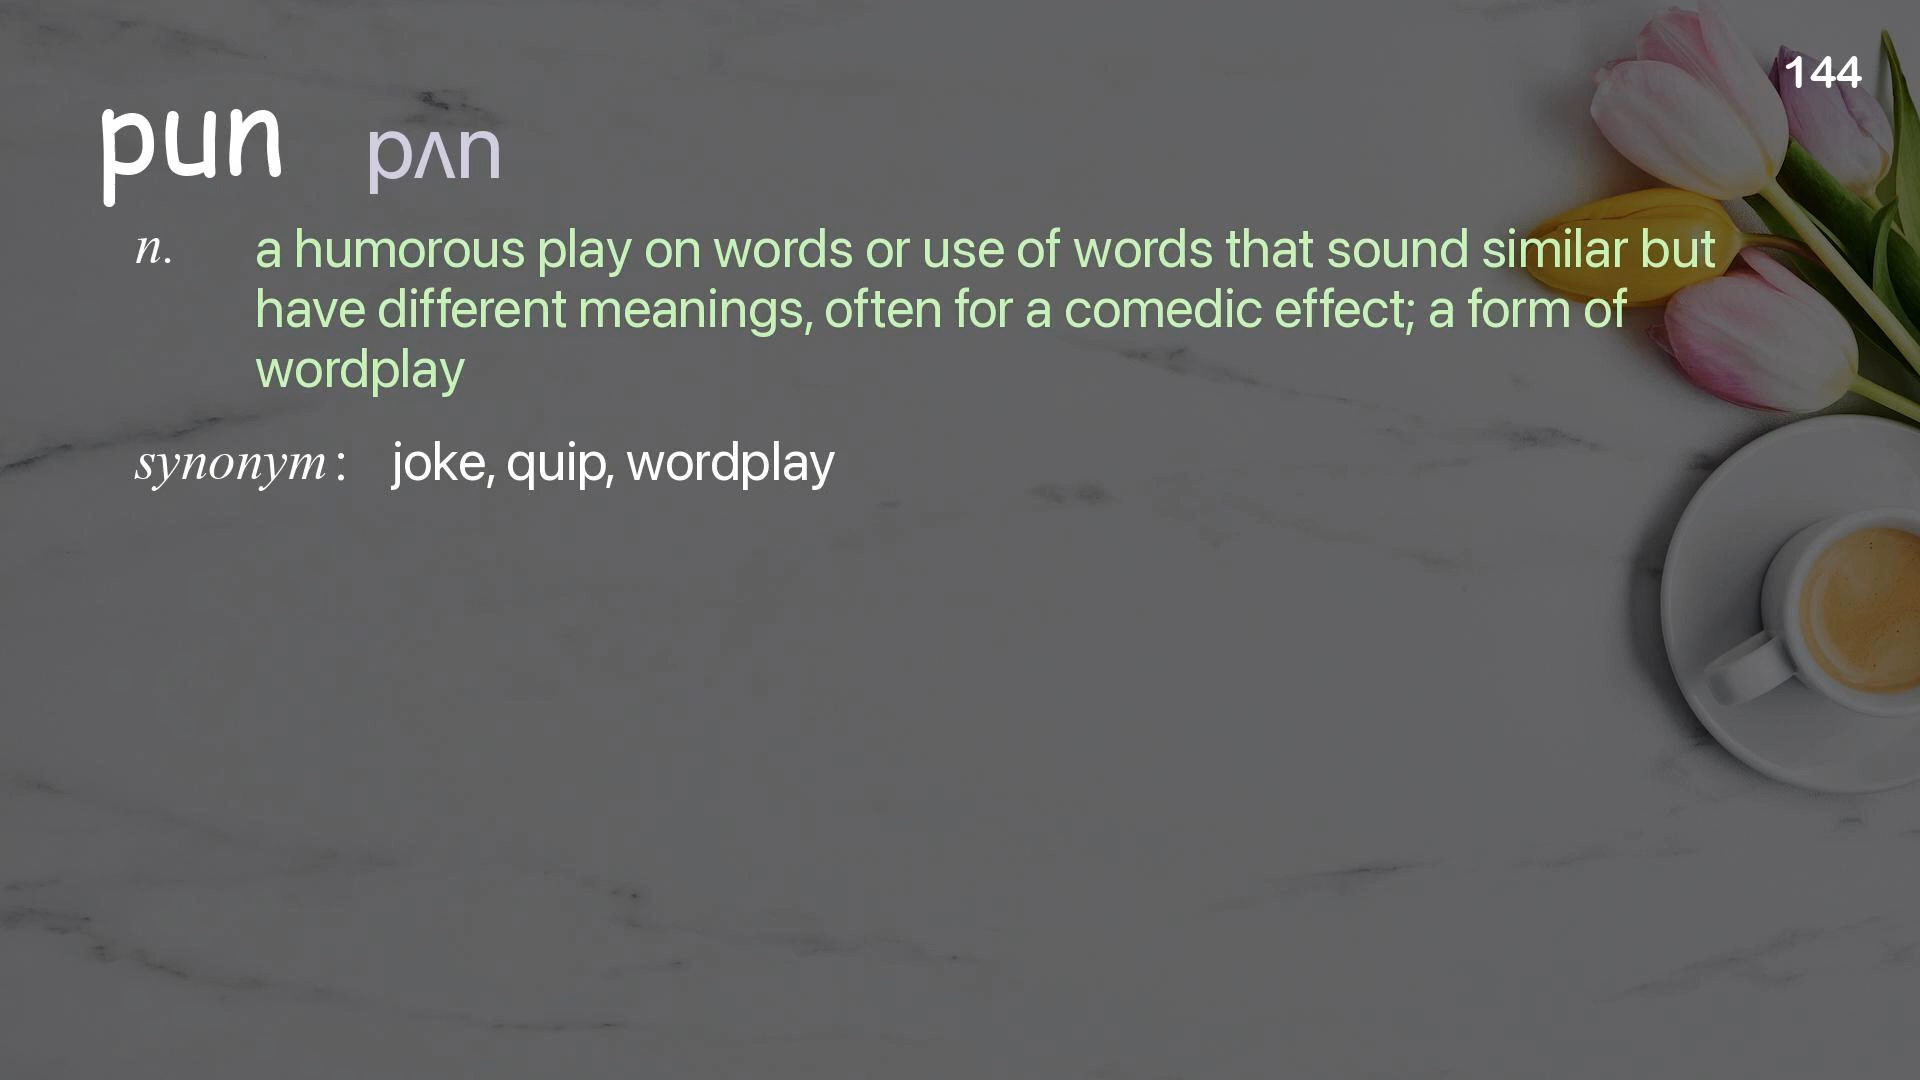 144
pun pʌn
n. a humorous play on words or use of words that sound similar but
have different meanings, often for a comedic effect; a form of
wordplay
synonym: joke, quip, wordplay